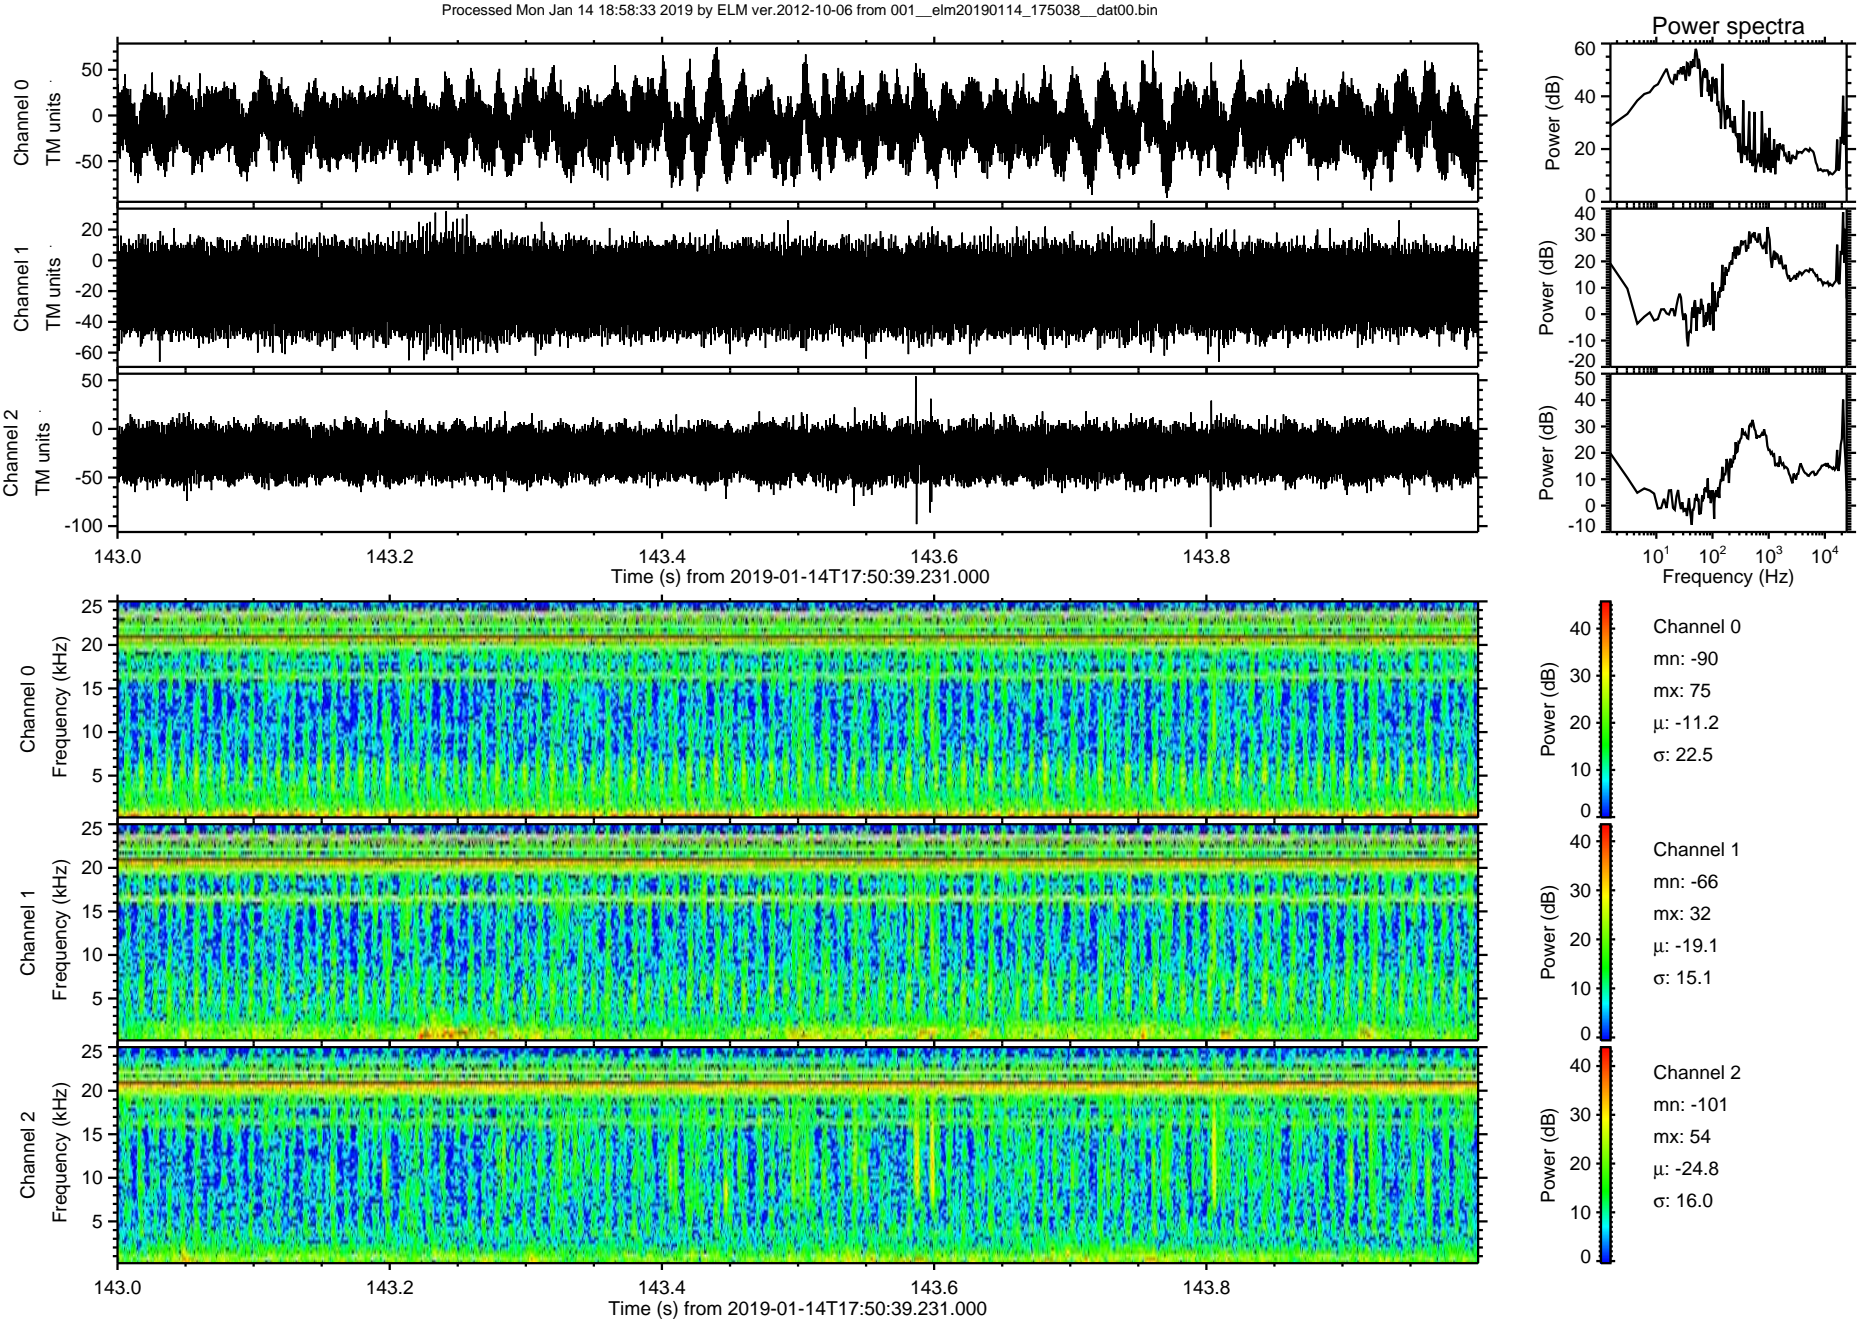 Processed Mon Jan 14 18:58:33 2019 by ELM ver.2012-10-06 from 001__elm20190114_175038__dat00.bin
Power spectra
Channel 0
TM units
50
0
-50
Power (dB)
60
40
20
0
Channel 1
TM units
20
0
-20
-40
-60
Power (dB)
40
30
20
10
0
-10
-20
Channel 2
TM units
50
0
-50
-100
Power (dB)
50
40
30
20
10
0
-10
143.0 143.2 143.4 143.6 143.8
Time (s) from 2019-01-14T17:50:39.231.000
10^1 10^2 10^3 10^4
Frequency (Hz)
Channel 0
Frequency (kHz)
25
20
15
10
5
Power (dB)
40
30
20
10
0
Channel 0
mn: -90
mx: 75
μ: -11.2
σ: 22.5
Channel 1
Frequency (kHz)
25
20
15
10
5
Power (dB)
40
30
20
10
0
Channel 1
mn: -66
mx: 32
μ: -19.1
σ: 15.1
Channel 2
Frequency (kHz)
25
20
15
10
5
Power (dB)
40
30
20
10
0
Channel 2
mn: -101
mx: 54
μ: -24.8
σ: 16.0
143.0 143.2 143.4 143.6 143.8
Time (s) from 2019-01-14T17:50:39.231.000